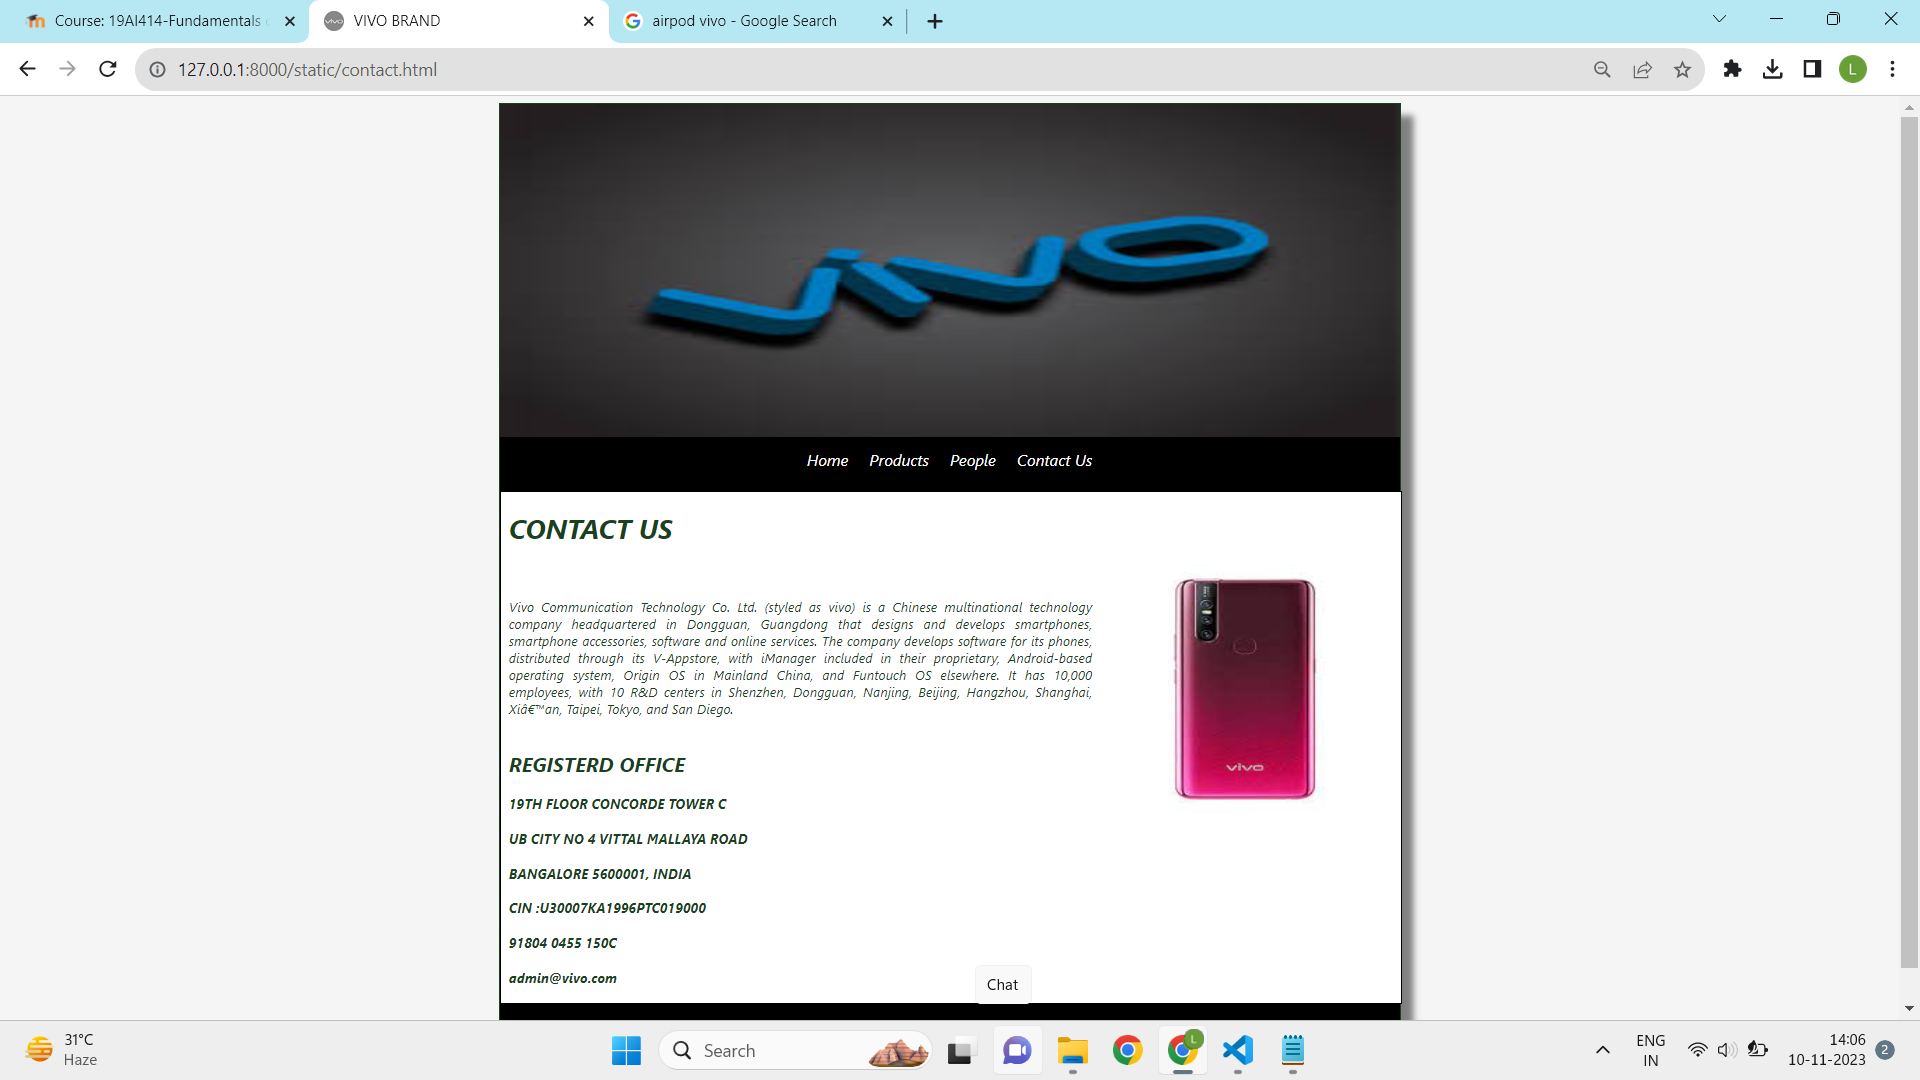 Course: 19AI414-Fundamentals
VIVO BRAND
airpod vivo - Google Search
127.0.0.1:8000/static/contact.html
L
vivo
Home Products People Contact Us
CONTACT US
Vivo Communication Technology Co. Ltd. (styled as vivo) is a Chinese multinational technology
company headquartered in Dongguan, Guangdong that designs and develops smartphones,
smartphone accessories, software and online services. The company develops software for its phones,
distributed through its V-Appstore, with iManager included in their proprietary, Android-based
operating system, Origin OS in Mainland China, and Funtouch OS elsewhere. It has 10,000
employees, with 10 R&D centers in Shenzhen, Dongguan, Nanjing, Beijing, Hangzhou, Shanghai,
Xiâ€™an, Taipei, Tokyo, and San Diego.
vivo
REGISTERD OFFICE
19TH FLOOR CONCORDE TOWER C
UB CITY NO 4 VITTAL MALLAYA ROAD
BANGALORE 5600001, INDIA
CIN :U30007KA1996PTC019000
91804 0455 150C
admin@vivo.com
Chat
31°C
Haze
Search
L
ENG
IN
14:06
10-11-2023
2